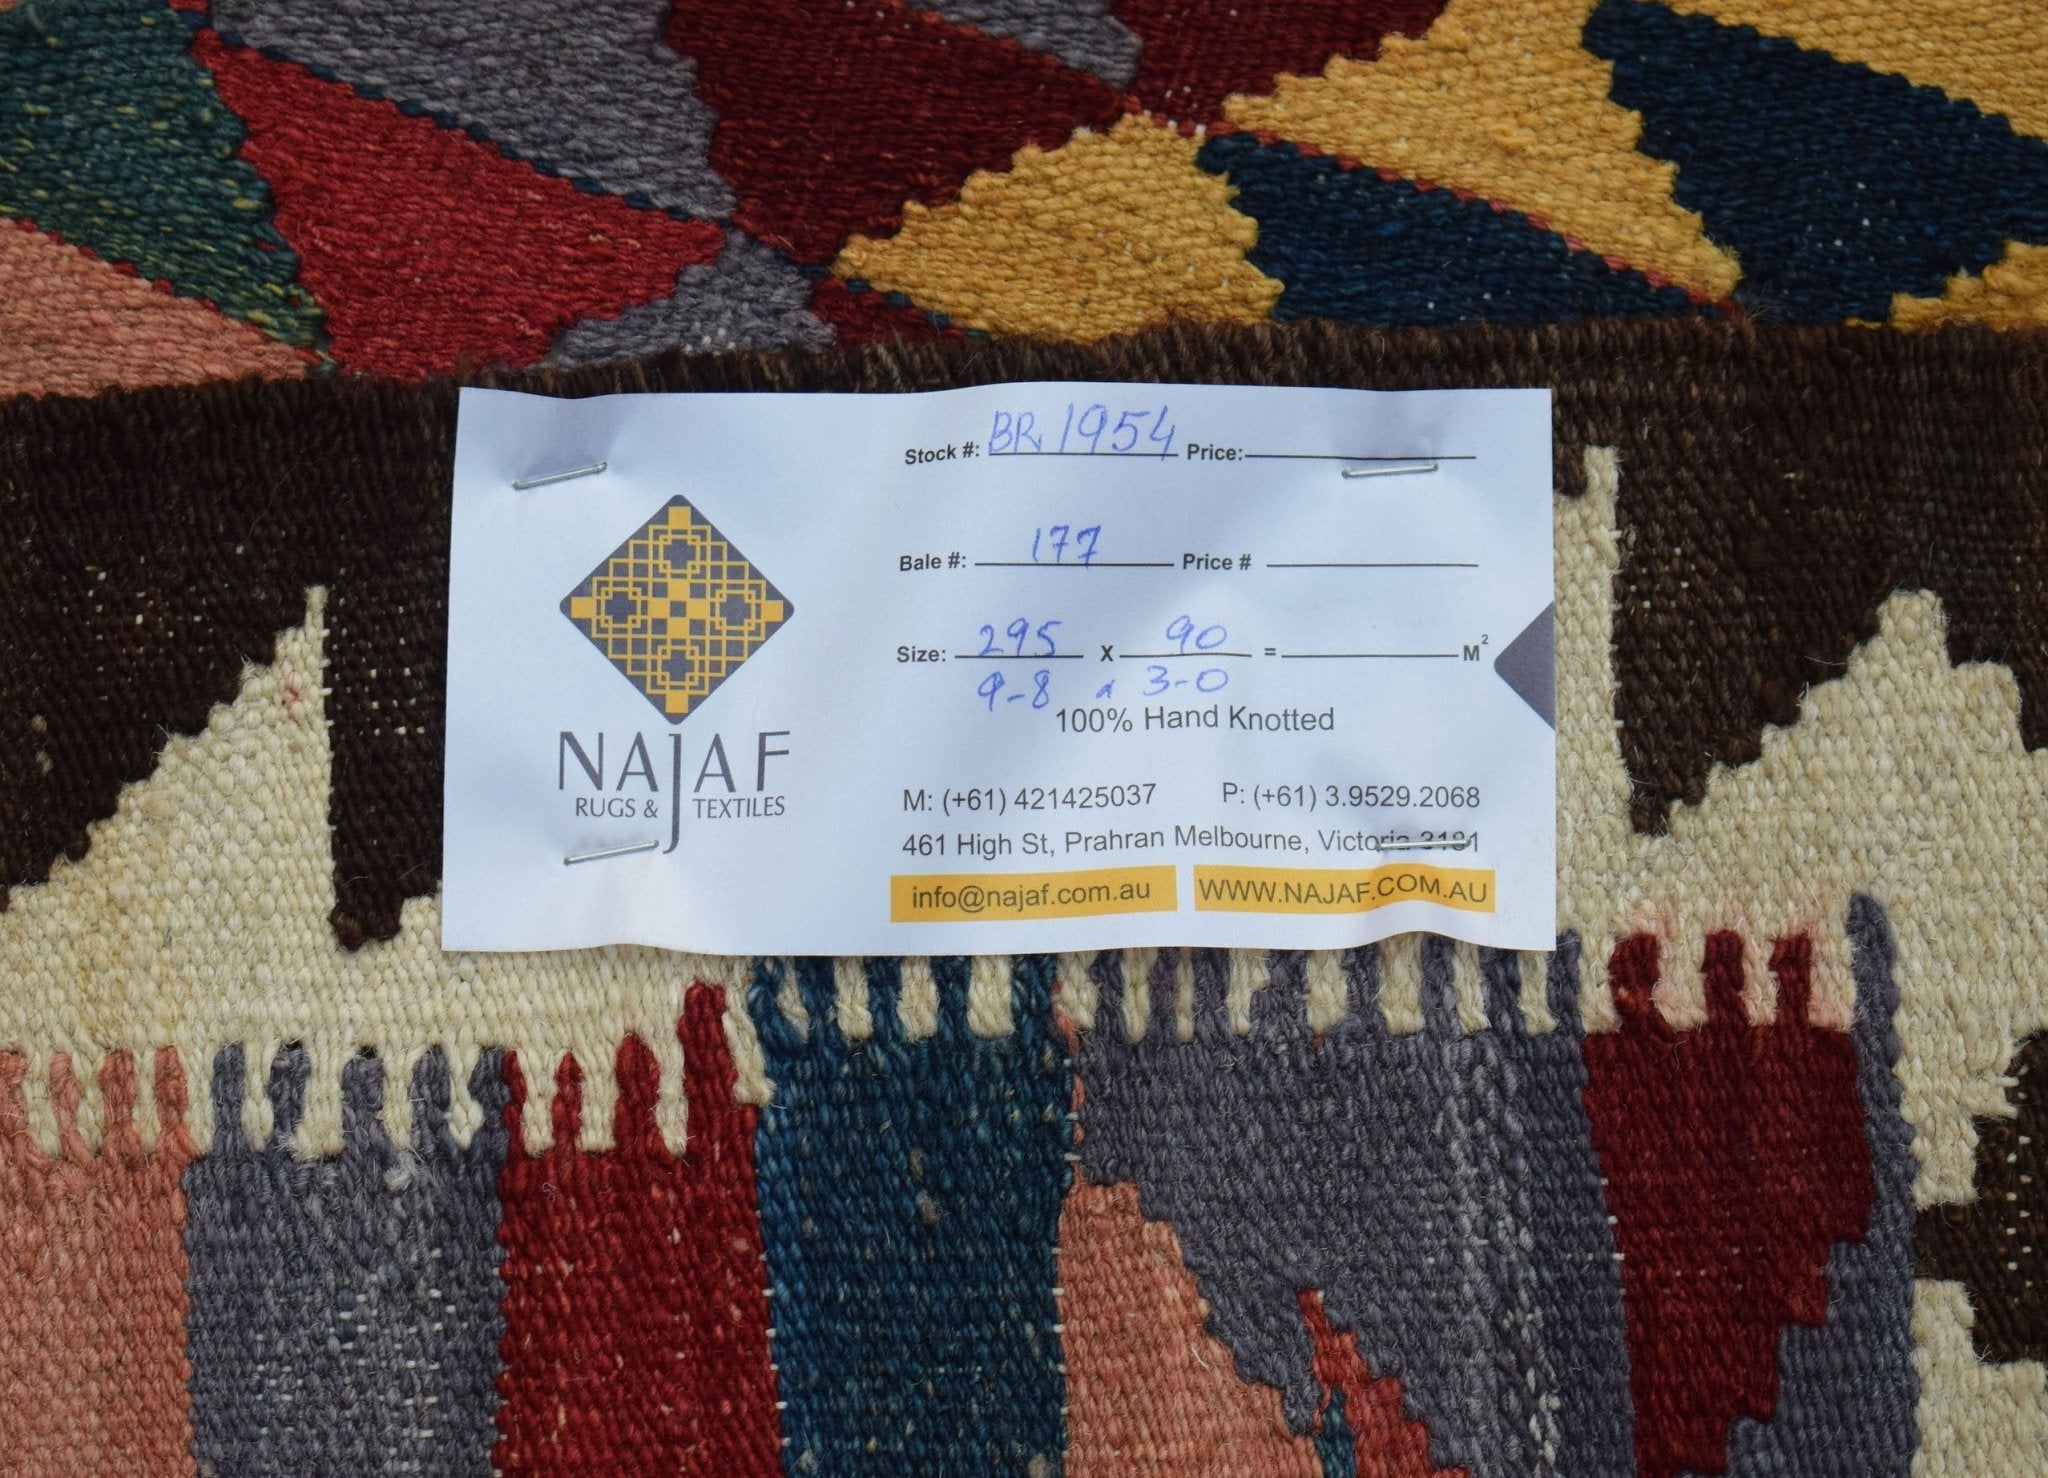 Stock #: BR 1954 Price:
Bale #: 177 Price #
Size: 295 X 90 = M²
9-8 x 3-0
100% Hand Knotted
NAJAF
RUGS & TEXTILES
M: (+61) 421425037 P: (+61) 3.9529.2068
461 High St, Prahran Melbourne, Victoria 3181
info@najaf.com.au WWW.NAJAF.COM.AU